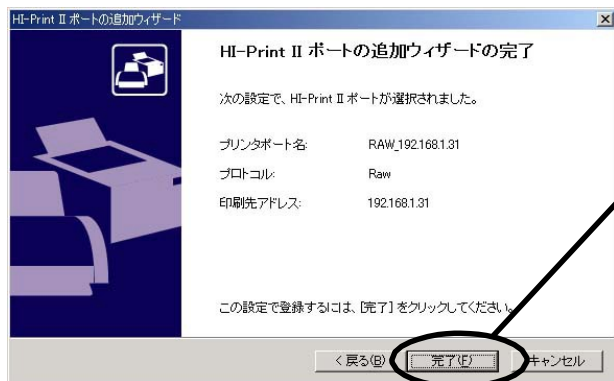 HI-Print II ポートの追加ウィザード
HI-Print II ポートの追加ウィザードの完了
次の設定で、HI-Print II ポートが選択されました。
プリンタポート名: RAW_192.168.1.31
プロトコル: Raw
印刷先アドレス: 192.168.1.31
この設定で登録するには、[完了] をクリックしてください。
< 戻る(B) 完了(F) キャンセル